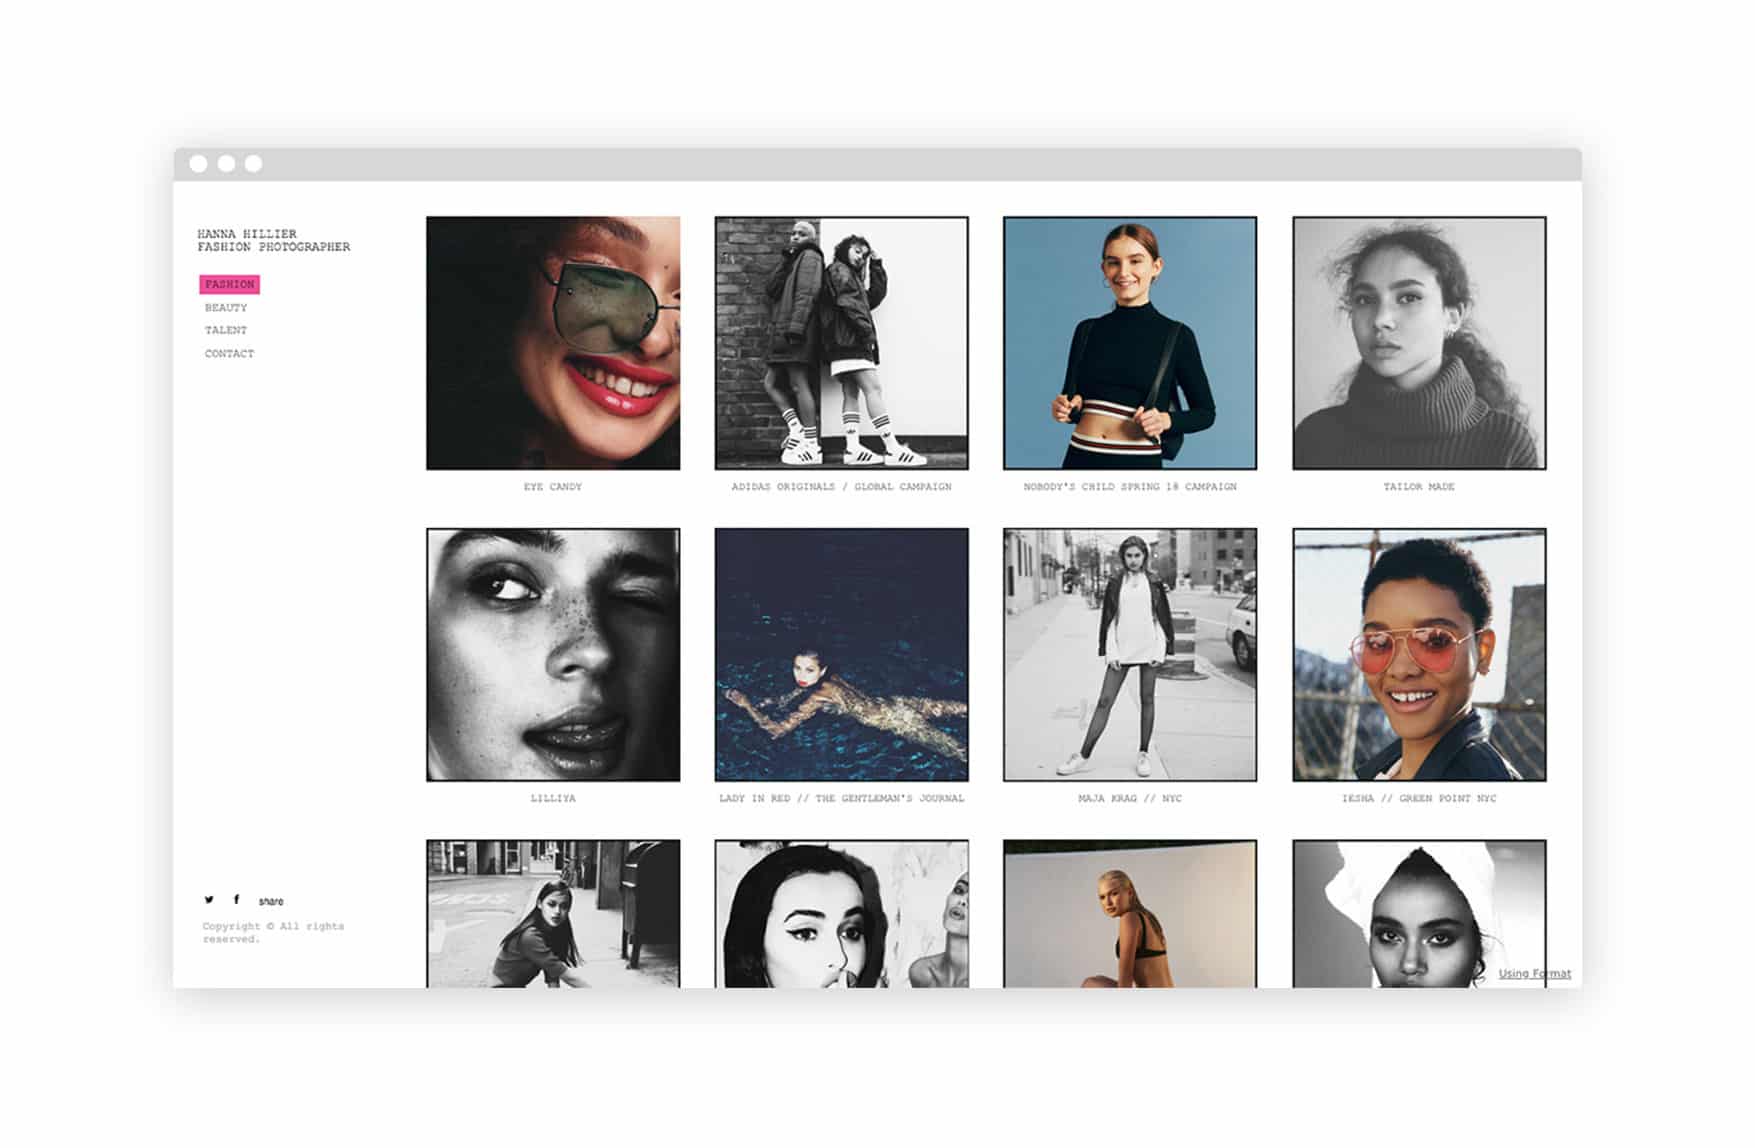 HANNA HILLIER
FASHION PHOTOGRAPHER
FASHION
BEAUTY
TALENT
CONTACT
EYE CANDY
ADIDAS ORIGINALS / GLOBAL CAMPAIGN
NOBODY'S CHILD SPRING 18 CAMPAIGN
TAILOR MADE
LILLIYA
LADY IN RED // THE GENTLEMAN'S JOURNAL
MAJA KRAG // NYC
IESHA // GREEN POINT NYC
share
Copyright © All rights
reserved.
Using Format